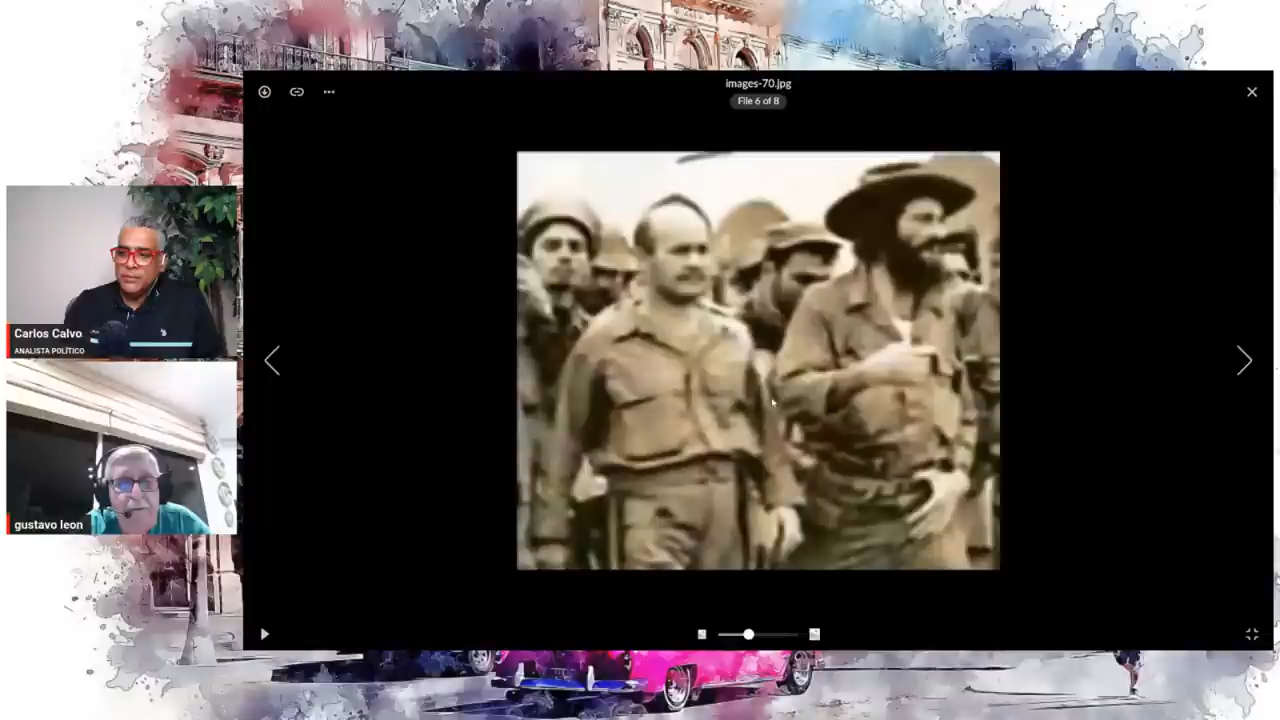 images-70.jpg
File 6 of 8
Carlos Calvo
ANALISTA POLÍTICO
gustavo leon